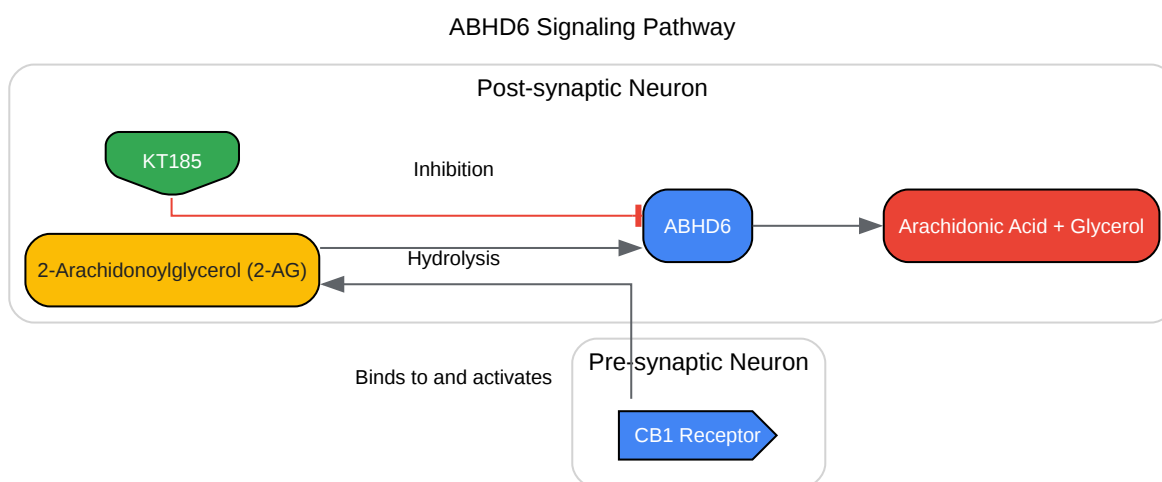 ABHD6 Signaling Pathway
Post-synaptic Neuron
KT185
Inhibition
ABHD6
Arachidonic Acid + Glycerol
2-Arachidonoylglycerol (2-AG)
Hydrolysis
Binds to and activates
Pre-synaptic Neuron
CB1 Receptor